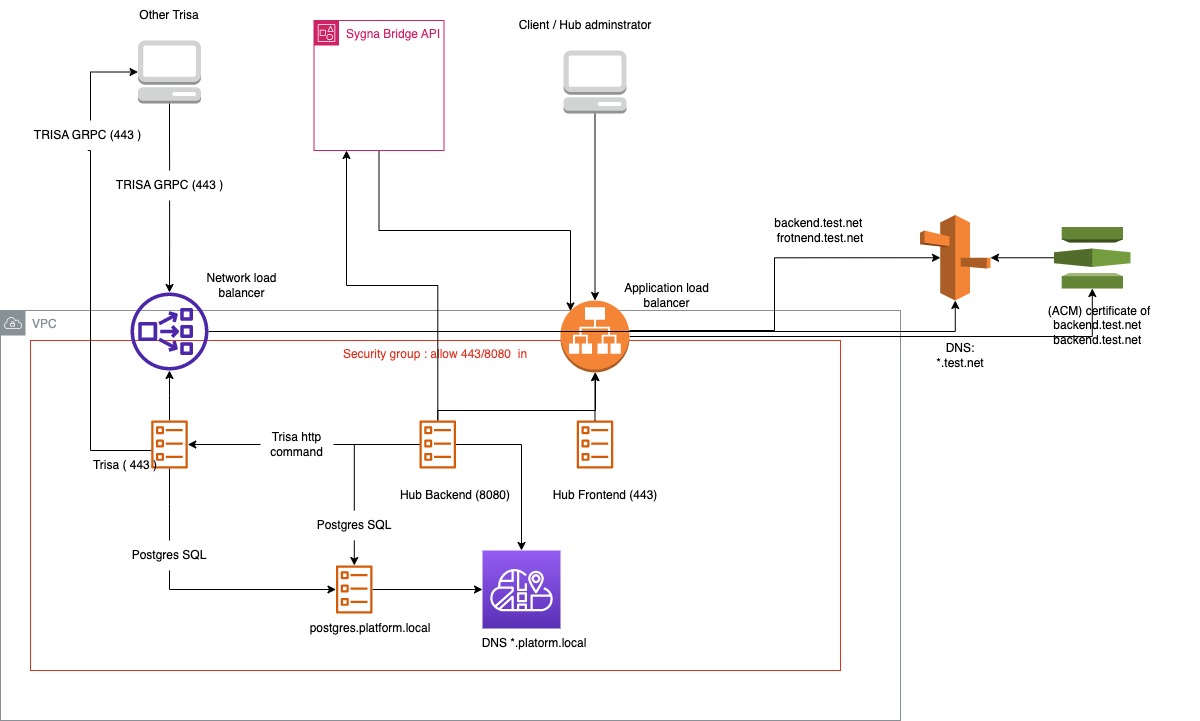 Other Trisa
Sygna Bridge API
Client / Hub adminstrator
TRISA GRPC (443 )
TRISA GRPC (443 )
backend.test.net
frotnend.test.net
Network load
balancer
Application load
balancer
(ACM) certificate of
backend.test.net
backend.test.net
VPC
Security group : allow 443/8080  in
DNS:
*.test.net
Trisa http
command
Trisa ( 443 )
Hub Backend (8080)
Hub Frontend (443)
Postgres SQL
Postgres SQL
postgres.platform.local
DNS *.platorm.local